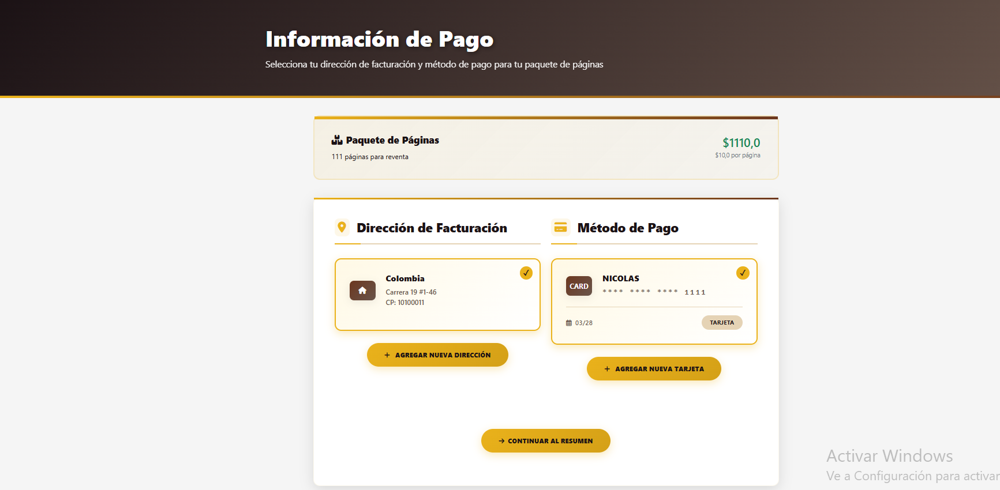 Información de Pago
Selecciona tu dirección de facturación y método de pago para tu paquete de páginas
Paquete de Páginas
111 páginas para reventa
$1110,0
$10,0 por página
Dirección de Facturación
Colombia
Carrera 19 #1-46
CP: 10100011
+ AGREGAR NUEVA DIRECCIÓN
Método de Pago
CARD
NICOLAS
**** **** **** 1111
03/28
TARJETA
+ AGREGAR NUEVA TARJETA
→ CONTINUAR AL RESUMEN
Activar Windows
Ve a Configuración para activar